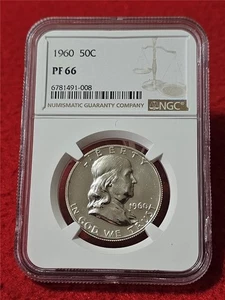 1960 50C
PF 66
6781491-008
NUMISMATIC GUARANTY COMPANY
NGC
LIBERTY
1960
IN GOD WE TRUST